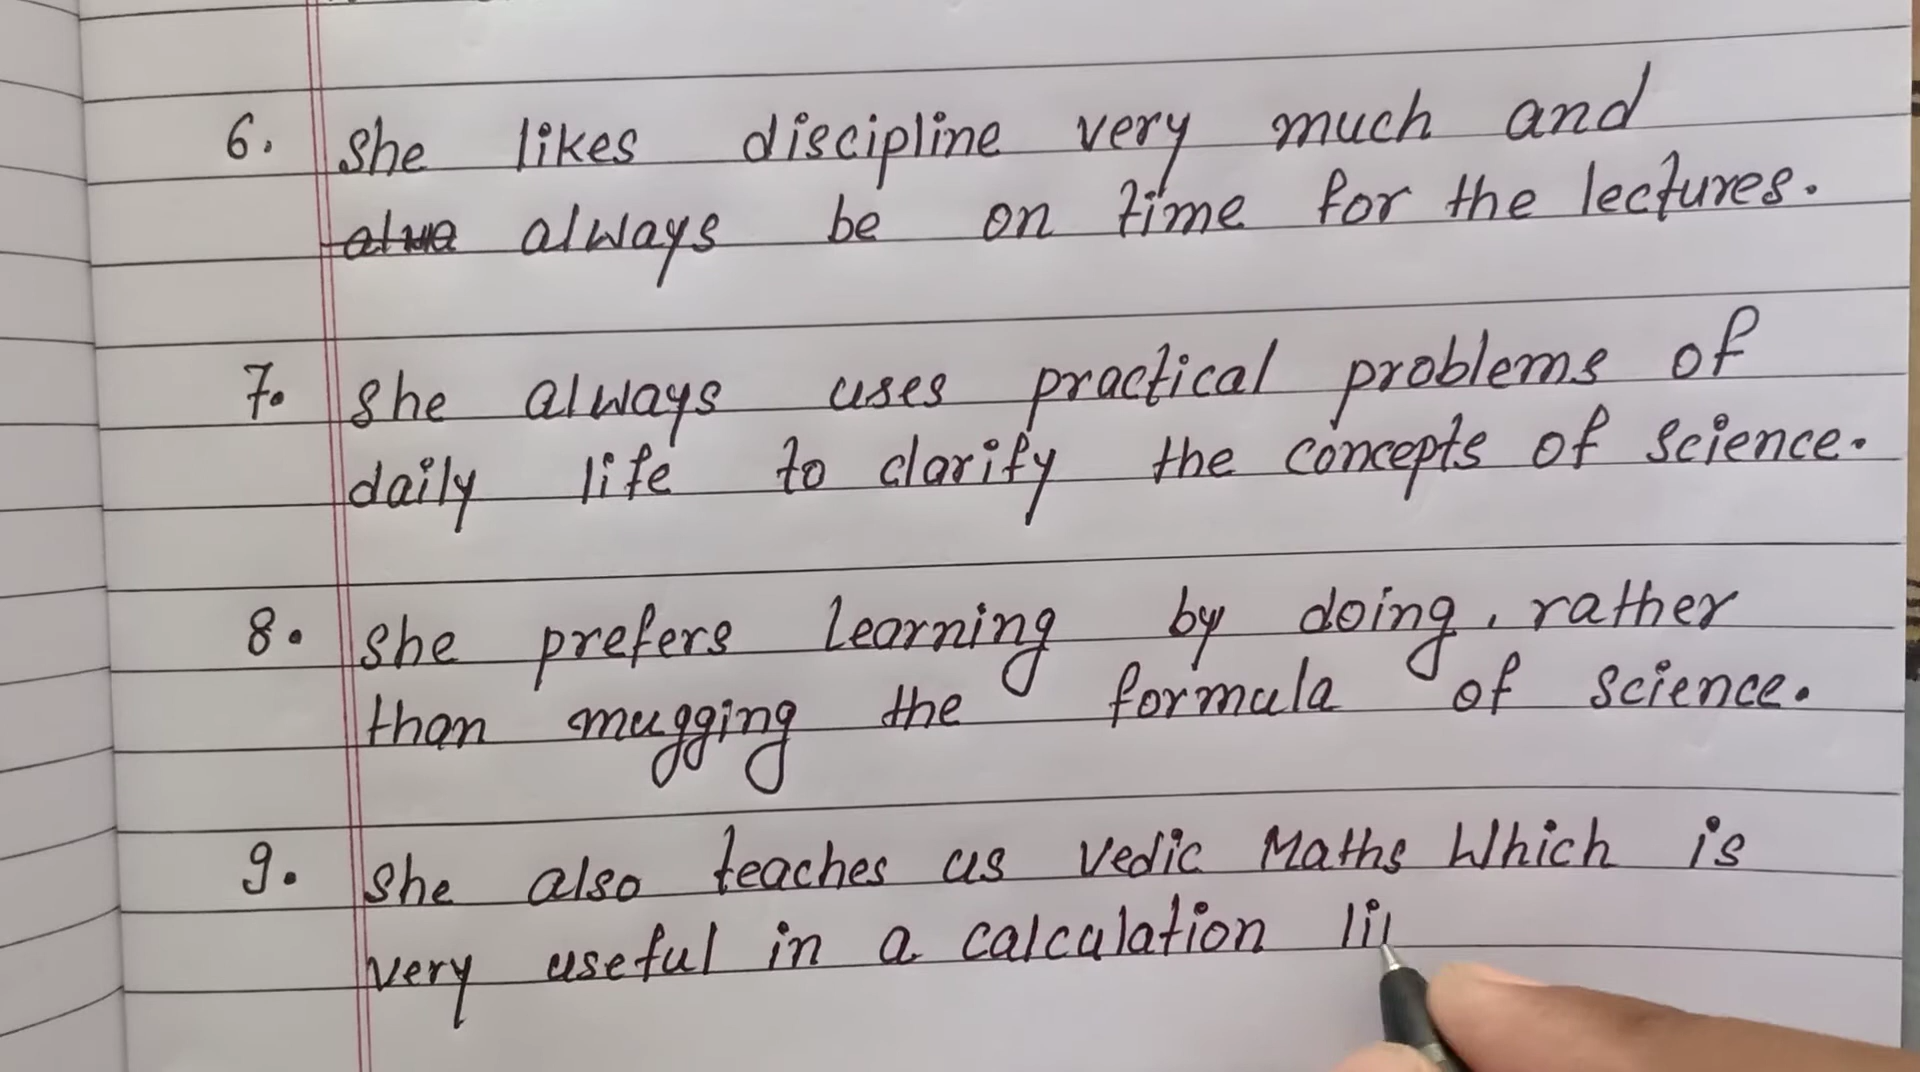 6. She likes discipline very much and
always be on time for the lectures.
7. She always uses practical problems of
daily life to clarify the concepts of science.
8. She prefers learning by doing, rather
than mugging the formula of science.
9. She also teaches us Vedic Maths Which is
very useful in a calculation